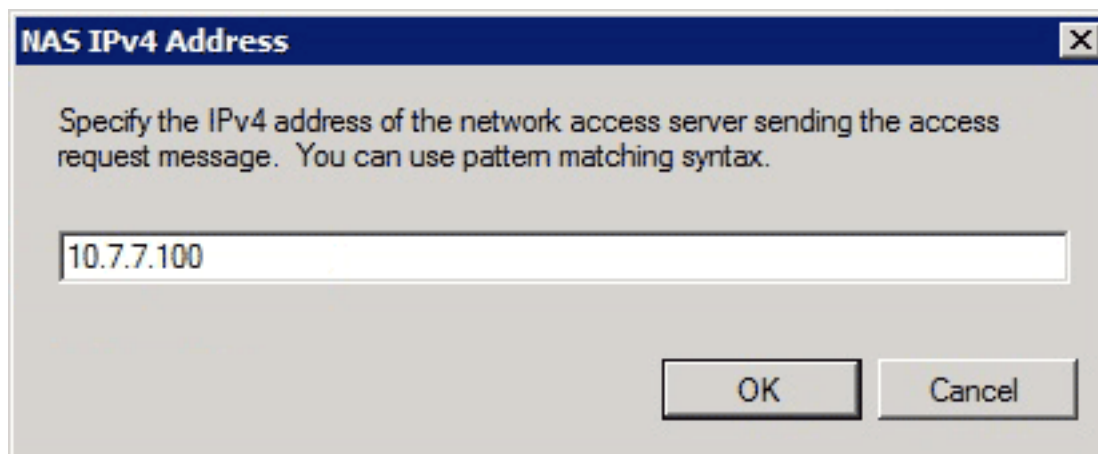 NAS IPv4 Address
Specify the IPv4 address of the network access server sending the access
request message. You can use pattern matching syntax.
10.7.7.100
OK
Cancel